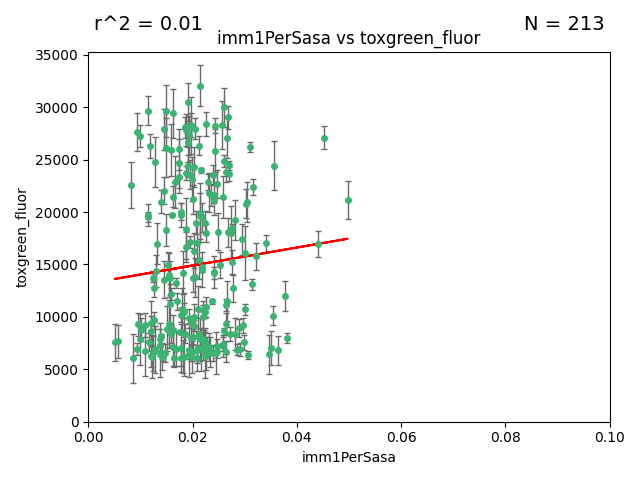 r^2 = 0.01
N = 213
imm1PerSasa vs toxgreen_fluor
35000
30000
25000
20000
15000
10000
5000
0
toxgreen_fluor
0.00
0.02
0.04
0.06
0.08
0.10
imm1PerSasa